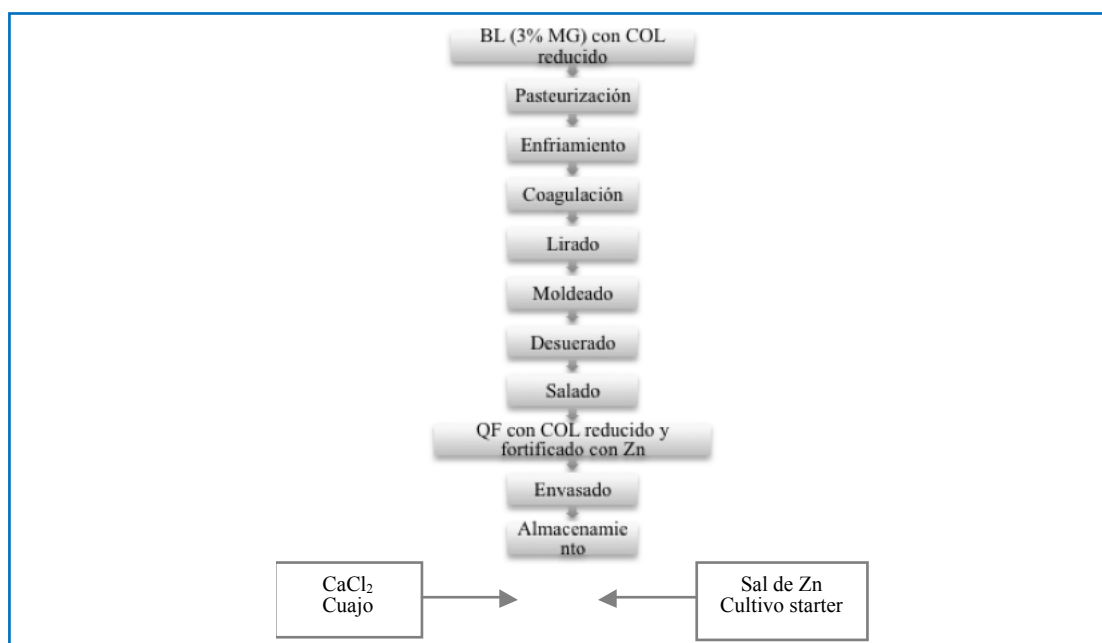 BL (3% MG) con COL
reducido
Pasteurización
Enfriamiento
Coagulación
Lirado
Moldeado
Desuerado
Salado
QF con COL reducido y
fortificado con Zn
Envasado
Almacenamie
nto
CaCl₂
Cuajo
Sal de Zn
Cultivo starter